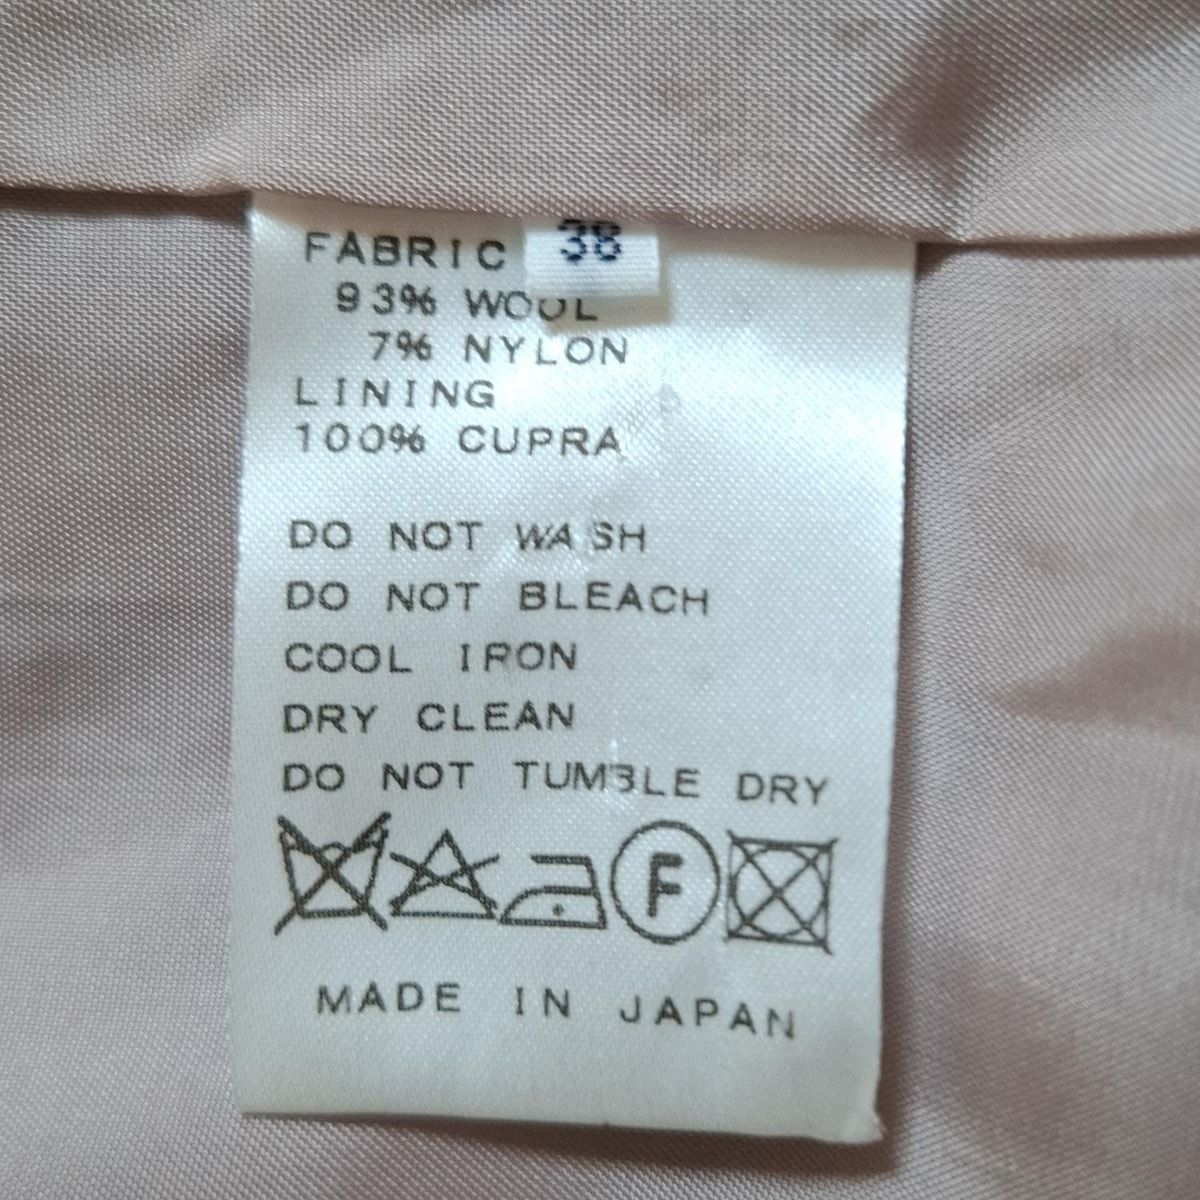 38
FABRIC
93% WOOL
7% NYLON
LINING
100% CUPRA
DO NOT WASH
DO NOT BLEACH
COOL IRON
DRY CLEAN
DO NOT TUMBLE DRY
F
MADE IN JAPAN